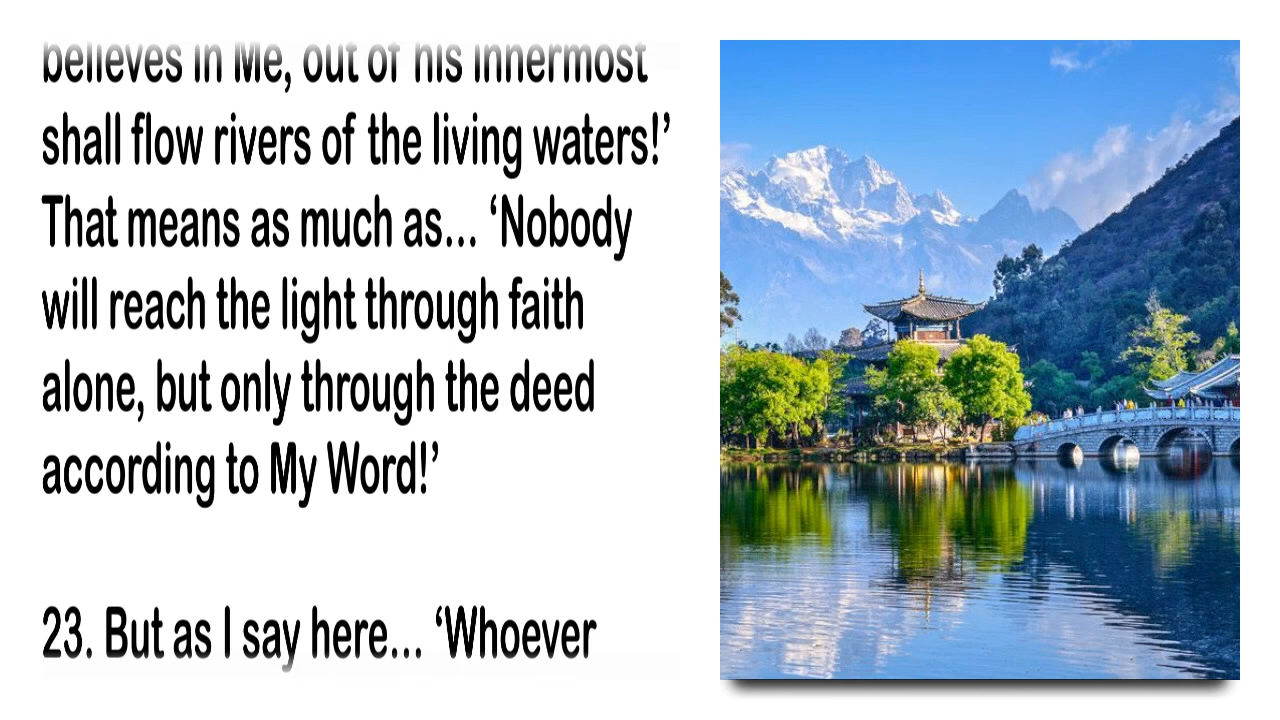 believes in Me, out of his innermost
shall flow rivers of the living waters!’
That means as much as... ‘Nobody
will reach the light through faith
alone, but only through the deed
according to My Word!’
23. But as I say here... ‘Whoever